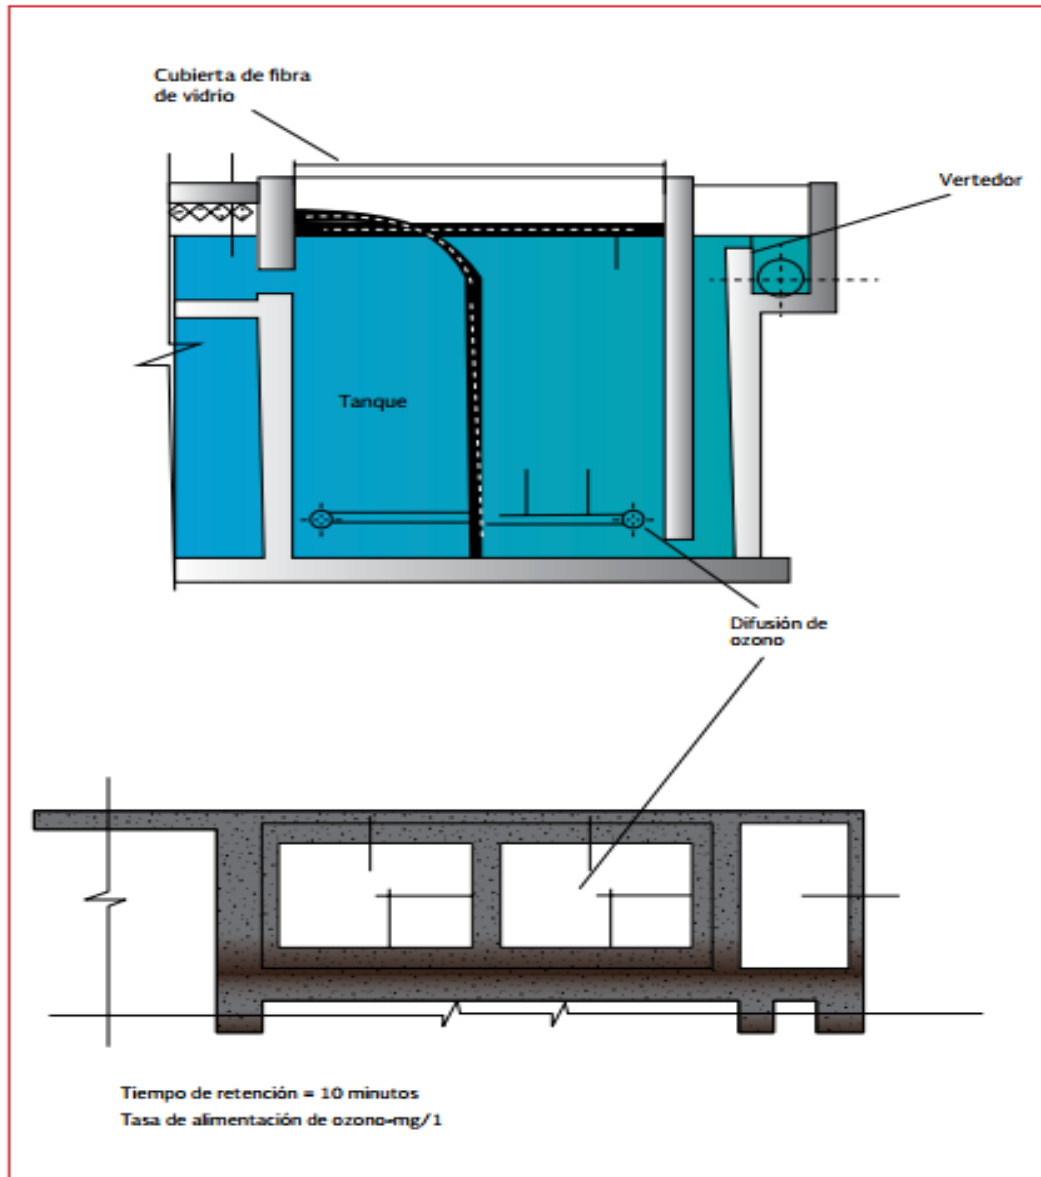 Cubierta de fibra
de vidrio
Vertedor
Tanque
Difusión de
ozono
Tiempo de retención = 10 minutos
Tasa de alimentación de ozono=mg/1